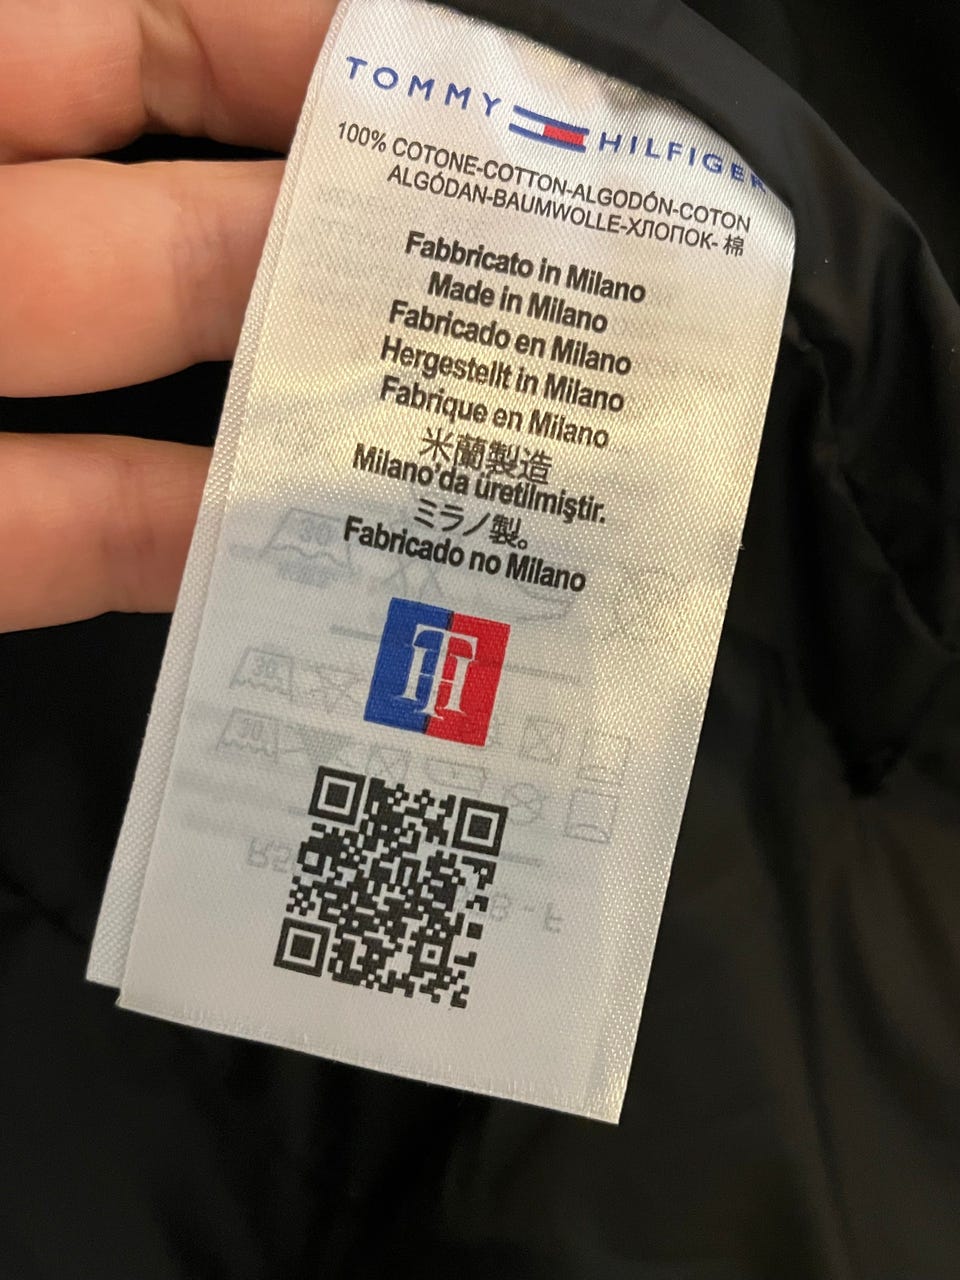 TOMMY HILFIGER
100% COTONE-COTTON-ALGODÓN-COTON
ALGÓDAN-BAUMWOLLE-ХЛОПОК- 棉
Fabbricato in Milano
Made in Milano
Fabricado en Milano
Hergestellt in Milano
Fabrique en Milano
米蘭製造
Milano'da üretilmiştir.
ミラノ製。
Fabricado no Milano
TH